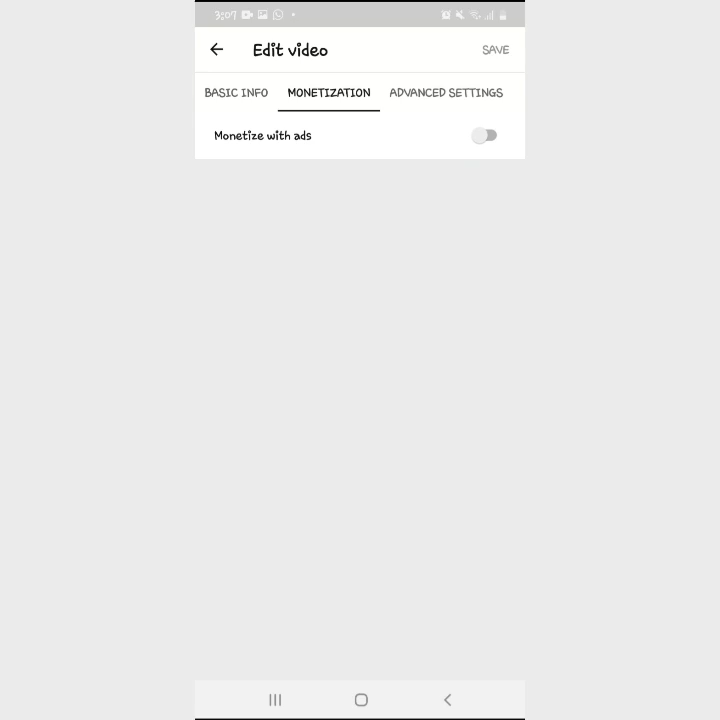 3:07
Edit video
SAVE
BASIC INFO MONETIZATION ADVANCED SETTINGS
Monetize with ads